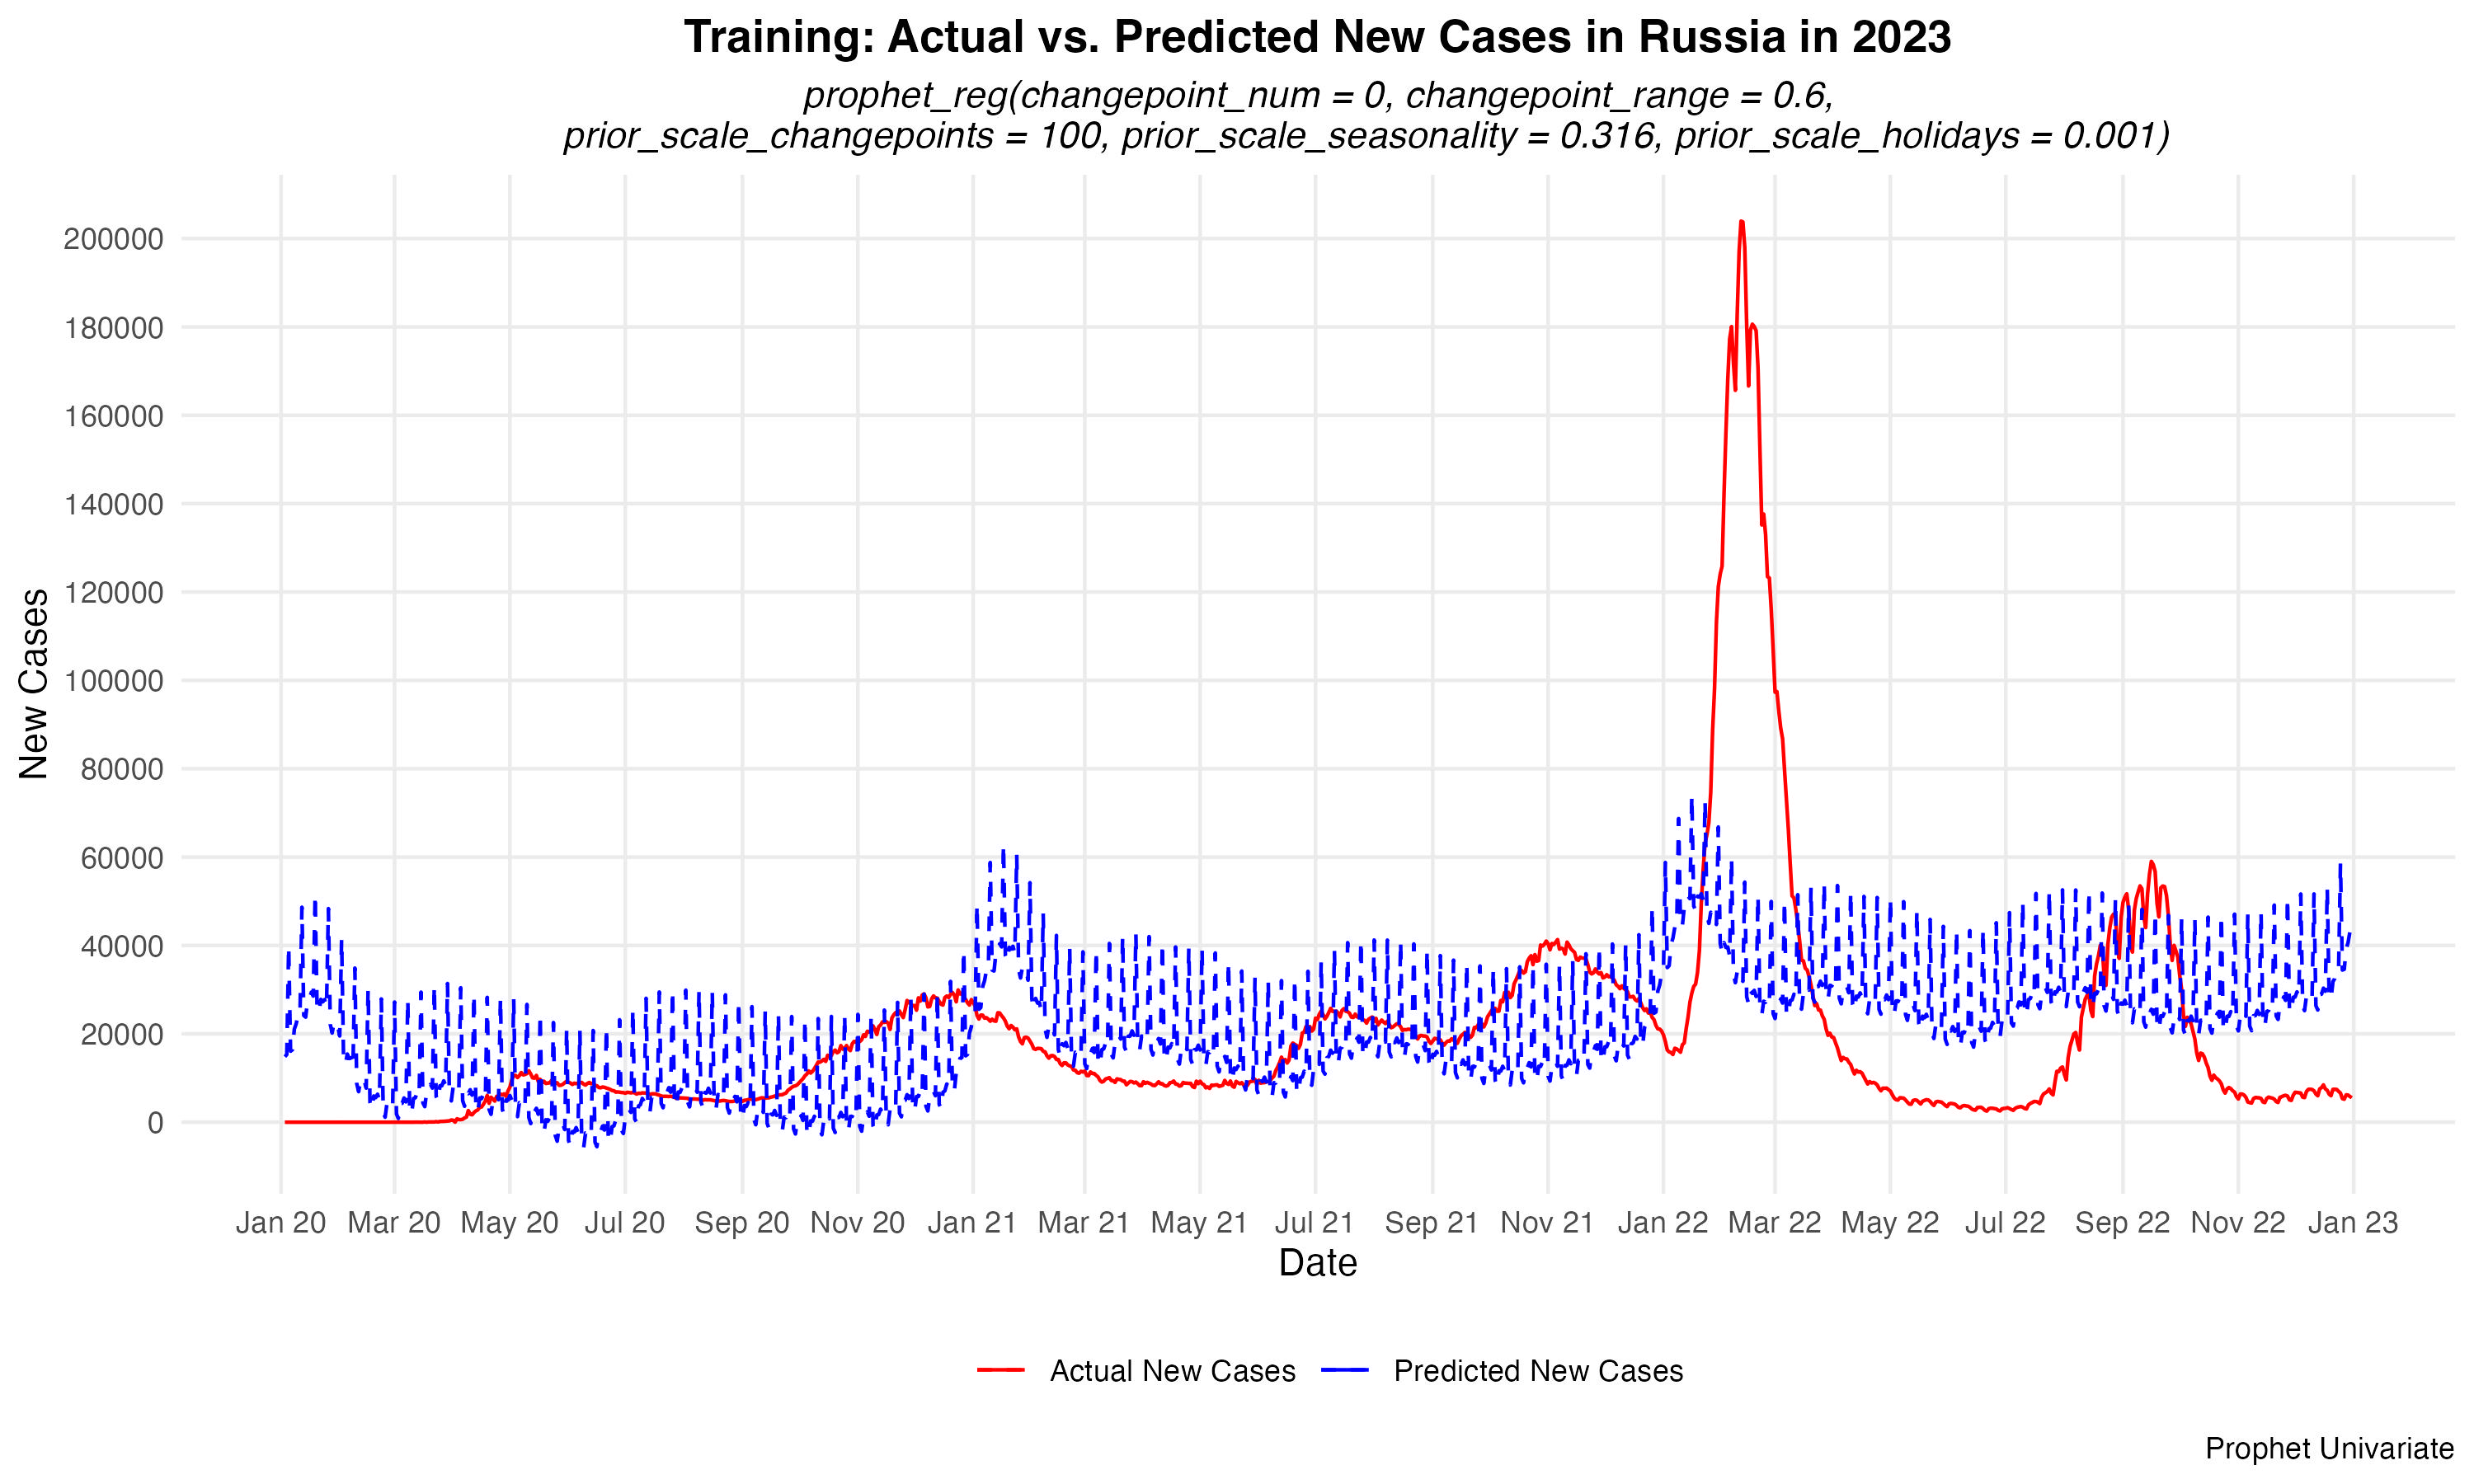 Training: Actual vs. Predicted New Cases in Russia in 2023
prophet_reg(changepoint_num = 0, changepoint_range = 0.6,
prior_scale_changepoints = 100, prior_scale_seasonality = 0.316, prior_scale_holidays = 0.001)
New Cases
200000
180000
160000
140000
120000
100000
80000
60000
40000
20000
0
Jan 20 Mar 20 May 20 Jul 20 Sep 20 Nov 20 Jan 21 Mar 21 May 21 Jul 21 Sep 21 Nov 21 Jan 22 Mar 22 May 22 Jul 22 Sep 22 Nov 22 Jan 23
Date
Actual New Cases Predicted New Cases
Prophet Univariate